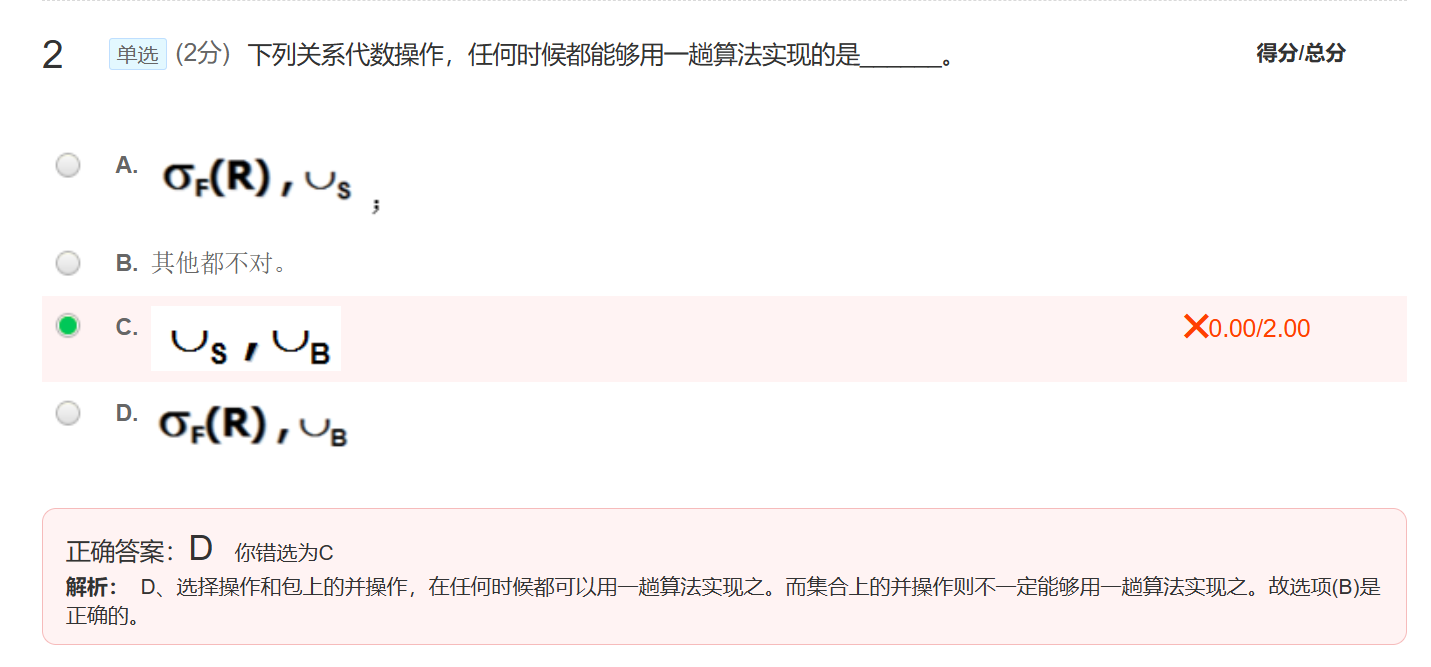 2 单选 (2分) 下列关系代数操作，任何时候都能够用一趟算法实现的是______。 得分/总分
A. σF(R) , ∪S ;
B. 其他都不对。
C. ∪S , ∪B ×0.00/2.00
D. σF(R) , ∪B
正确答案：D 你错选为C
解析： D、选择操作和包上的并操作，在任何时候都可以用一趟算法实现之。而集合上的并操作则不一定能够用一趟算法实现之。故选项(B)是
正确的。